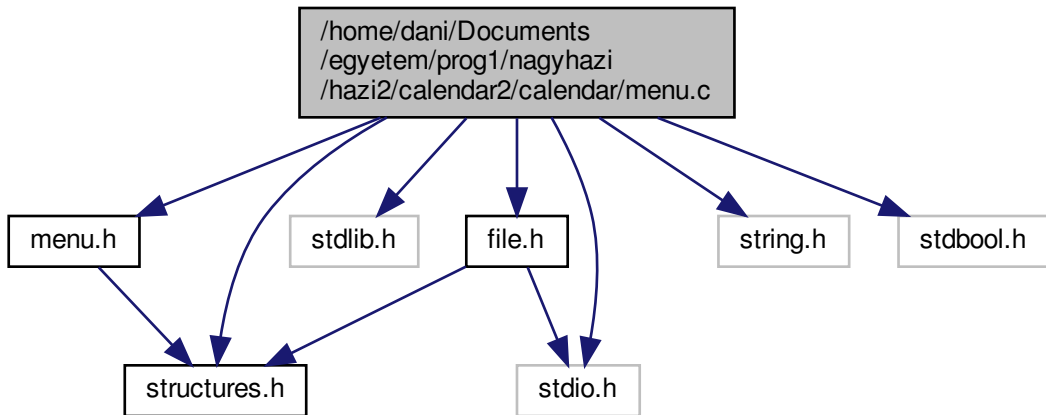 /home/dani/Documents
/egyetem/prog1/nagyhazi
/hazi2/calendar2/calendar/menu.c
menu.h
stdlib.h
file.h
string.h
stdbool.h
structures.h
stdio.h